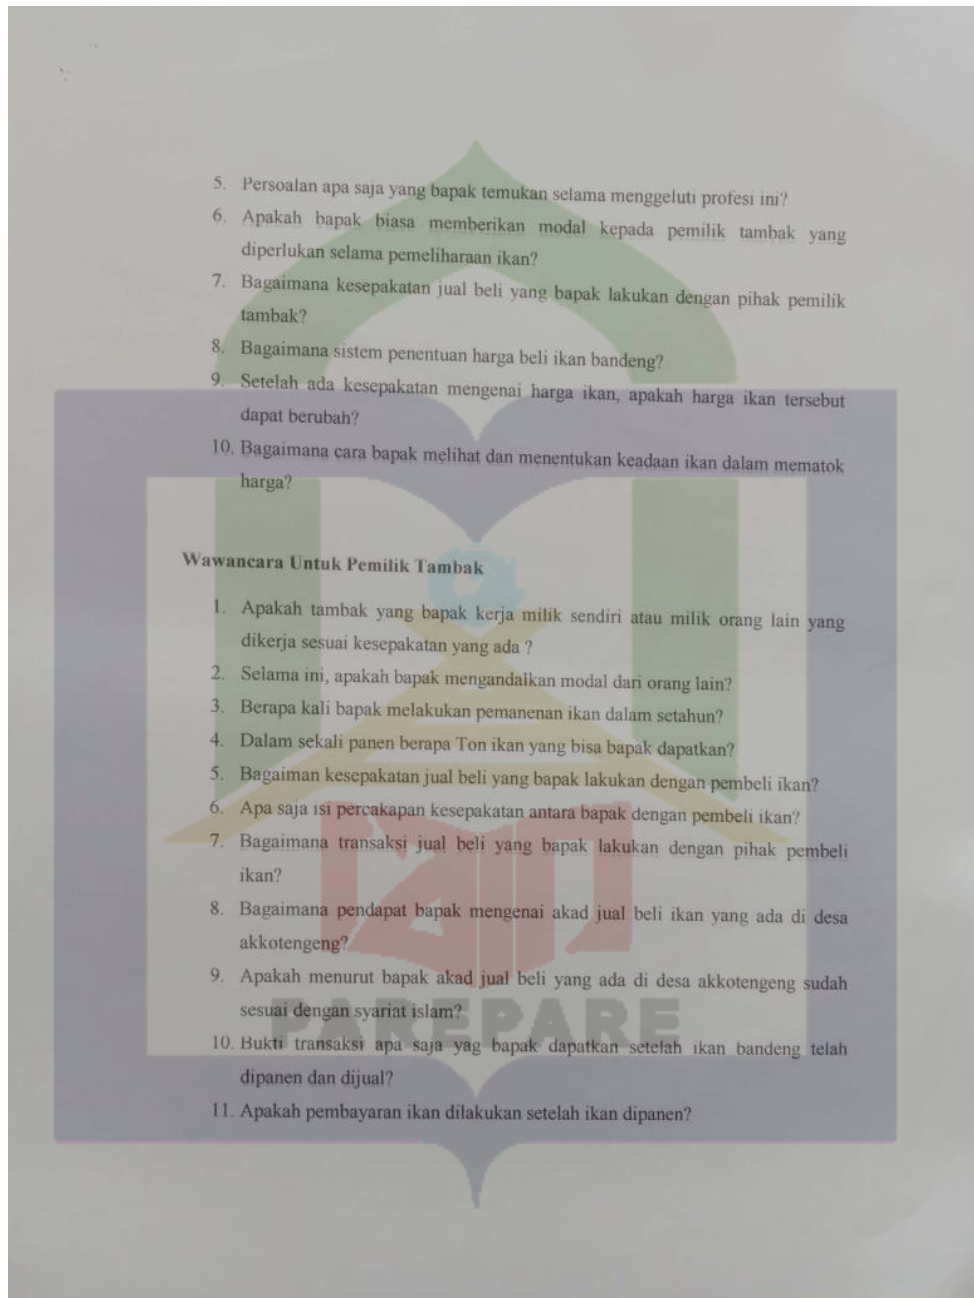 5. Persoalan apa saja yang bapak temukan selama menggeluti profesi ini?
6. Apakah bapak biasa memberikan modal kepada pemilik tambak yang
diperlukan selama pemeliharaan ikan?
7. Bagaimana kesepakatan jual beli yang bapak lakukan dengan pihak pemilik
tambak?
8. Bagaimana sistem penentuan harga beli ikan bandeng?
9. Setelah ada kesepakatan mengenai harga ikan, apakah harga ikan tersebut
dapat berubah?
10. Bagaimana cara bapak melihat dan menentukan keadaan ikan dalam mematok
harga?
Wawancara Untuk Pemilik Tambak
1. Apakah tambak yang bapak kerja milik sendiri atau milik orang lain yang
dikerja sesuai kesepakatan yang ada ?
2. Selama ini, apakah bapak mengandalkan modal dari orang lain?
3. Berapa kali bapak melakukan pemanenan ikan dalam setahun?
4. Dalam sekali panen berapa Ton ikan yang bisa bapak dapatkan?
5. Bagaiman kesepakatan jual beli yang bapak lakukan dengan pembeli ikan?
6. Apa saja isi percakapan kesepakatan antara bapak dengan pembeli ikan?
7. Bagaimana transaksi jual beli yang bapak lakukan dengan pihak pembeli
ikan?
8. Bagaimana pendapat bapak mengenai akad jual beli ikan yang ada di desa
akkotengeng?
9. Apakah menurut bapak akad jual beli yang ada di desa akkotengeng sudah
sesuai dengan syariat islam?
PAREPARE
10. Bukti transaksi apa saja yag bapak dapatkan setelah ikan bandeng telah
dipanen dan dijual?
11. Apakah pembayaran ikan dilakukan setelah ikan dipanen?